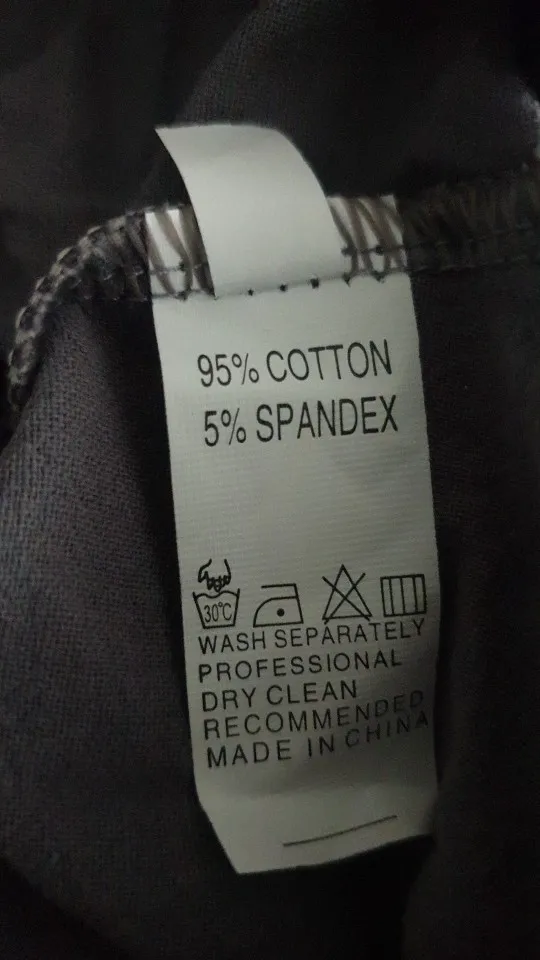 95% COTTON
5% SPANDEX
30°C
WASH SEPARATELY
PROFESSIONAL
DRY CLEAN
RECOMMENDED
MADE IN CHINA